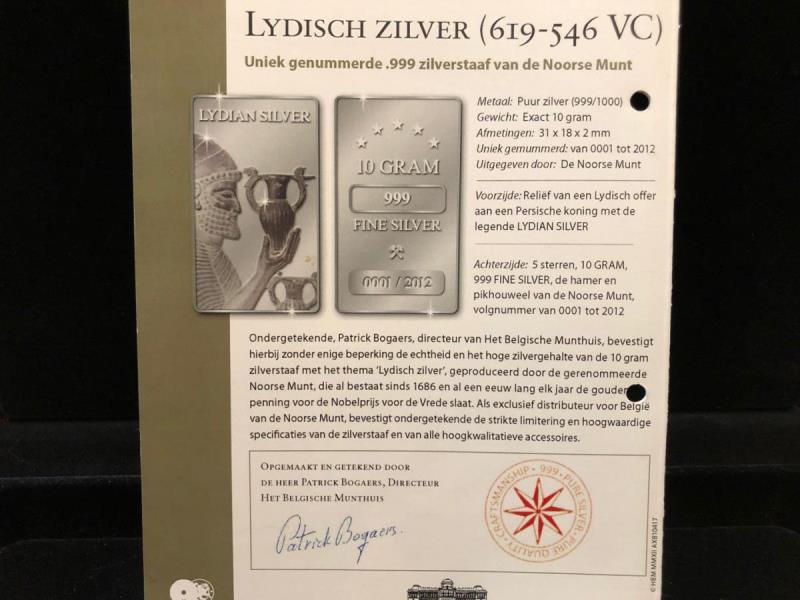 LYDISCH ZILVER (619-546 VC)
Uniek genummerde .999 zilverstaaf van de Noorse Munt
LYDIAN SILVER
10 GRAM
999
FINE SILVER
0001 / 2012
Metaal: Puur zilver (999/1000)
Gewicht: Exact 10 gram
Afmetingen: 31 x 18 x 2 mm
Uniek genummerd: van 0001 tot 2012
Uitgegeven door: De Noorse Munt
Voorzijde: Reliëf van een Lydisch offer
aan een Persische koning met de
legende LYDIAN SILVER
Achterzijde: 5 sterren, 10 GRAM,
999 FINE SILVER, de hamer en
pikhouweel van de Noorse Munt,
volgnummer van 0001 tot 2012
Ondergetekende, Patrick Bogaers, directeur van Het Belgische Munthuis, bevestigt
hierbij zonder enige beperking de echtheid en het hoge zilvergehalte van de 10 gram
zilverstaaf met het thema ‘Lydisch zilver’, geproduceerd door de gerenommeerde
Noorse Munt, die al bestaat sinds 1686 en al een eeuw lang elk jaar de gouden
penning voor de Nobelprijs voor de Vrede slaat. Als exclusief distributeur voor België
van de Noorse Munt, bevestigt ondergetekende de strikte limitering en hoogwaardige
specificaties van de zilverstaaf en van alle hoogkwalitatieve accessoires.
OPGEMAAKT EN GETEKEND DOOR
DE HEER PATRICK BOGAERS, DIRECTEUR
HET BELGISCHE MUNTHUIS
Patrick Bogaers.
CRAFTSMANSHIP · 999 · PURE SILVER · PURE QUALITY ·
© HBM MMXII AX810417